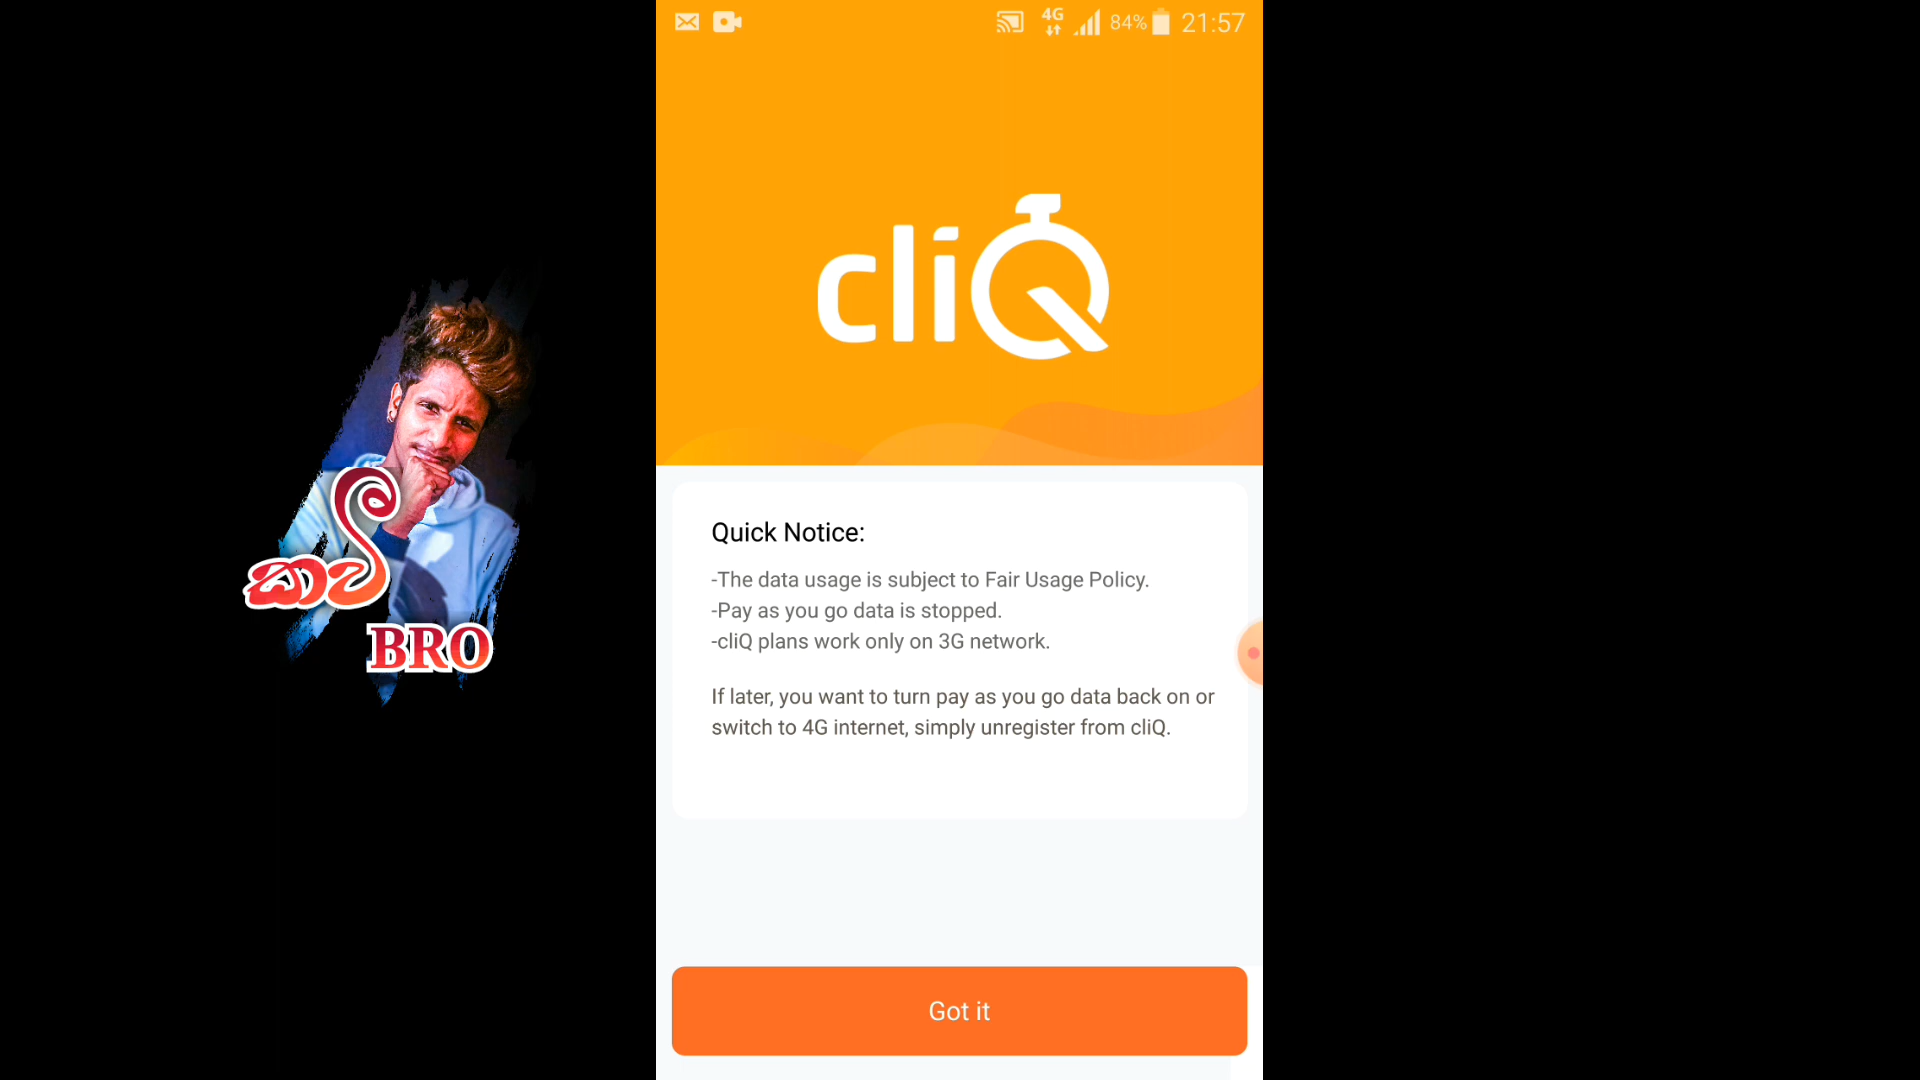 4G
84%
21:57
cliQ
කවී
BRO
Quick Notice:
-The data usage is subject to Fair Usage Policy.
-Pay as you go data is stopped.
-cliQ plans work only on 3G network.
If later, you want to turn pay as you go data back on or
switch to 4G internet, simply unregister from cliQ.
Got it